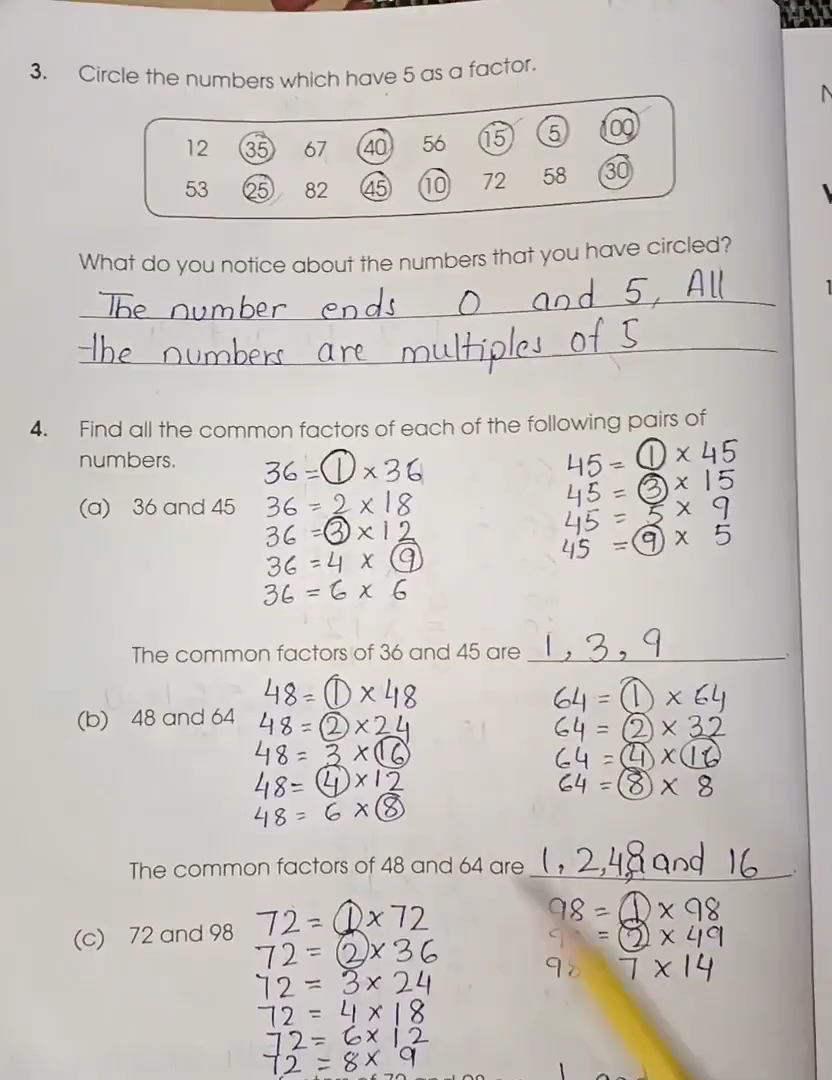 3. Circle the numbers which have 5 as a factor.
12 35 67 40 56 15 5 100
53 25 82 45 10 72 58 30
What do you notice about the numbers that you have circled?
The number ends 0 and 5, All
the numbers are multiples of 5
4. Find all the common factors of each of the following pairs of
numbers.
(a) 36 and 45
36 = 1 × 36
36 = 2 × 18
36 = 3 × 12
36 = 4 × 9
36 = 6 × 6
45 = 1 × 45
45 = 3 × 15
45 = 5 × 9
45 = 9 × 5
The common factors of 36 and 45 are 1, 3, 9
(b) 48 and 64
48 = 1 × 48
48 = 2 × 24
48 = 3 × 16
48 = 4 × 12
48 = 6 × 8
64 = 1 × 64
64 = 2 × 32
64 = 4 × 16
64 = 8 × 8
The common factors of 48 and 64 are 1, 2, 4, 8 and 16
(c) 72 and 98
72 = 1 × 72
72 = 2 × 36
72 = 3 × 24
72 = 4 × 18
72 = 6 × 12
72 = 8 × 9
98 = 1 × 98
= 2 × 49
98 7 × 14